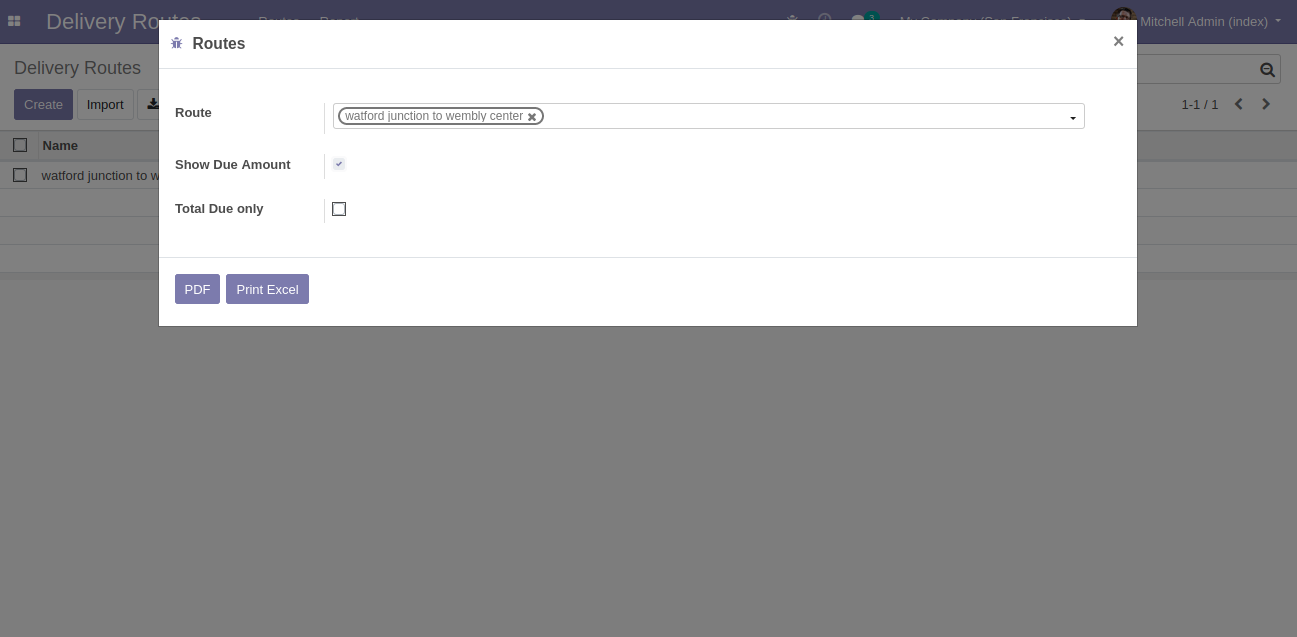 Delivery Routes Routes Report My Company (San Francisco) Mitchell Admin (index)
Routes
×
Delivery Routes
Create Import
1-1 / 1
Name
watford junction to w
Route
watford junction to wembly center
Show Due Amount
Total Due only
PDF Print Excel